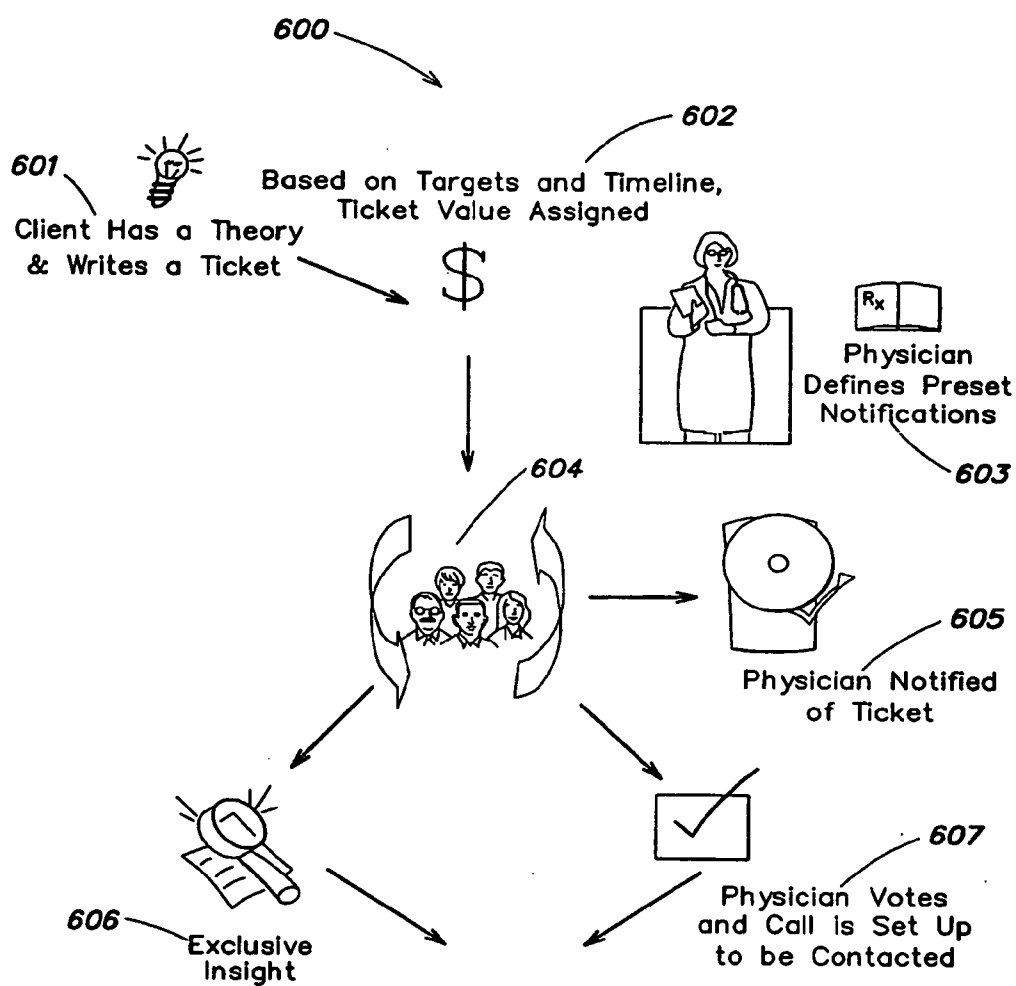 600
602
601
Based on Targets and Timeline,
Ticket Value Assigned
Client Has a Theory
& Writes a Ticket
$
Rx
Physician
Defines Preset
Notifications
603
604
605
Physician Notified
of Ticket
607
Physician Votes
and Call is Set Up
to be Contacted
606
Exclusive
Insight